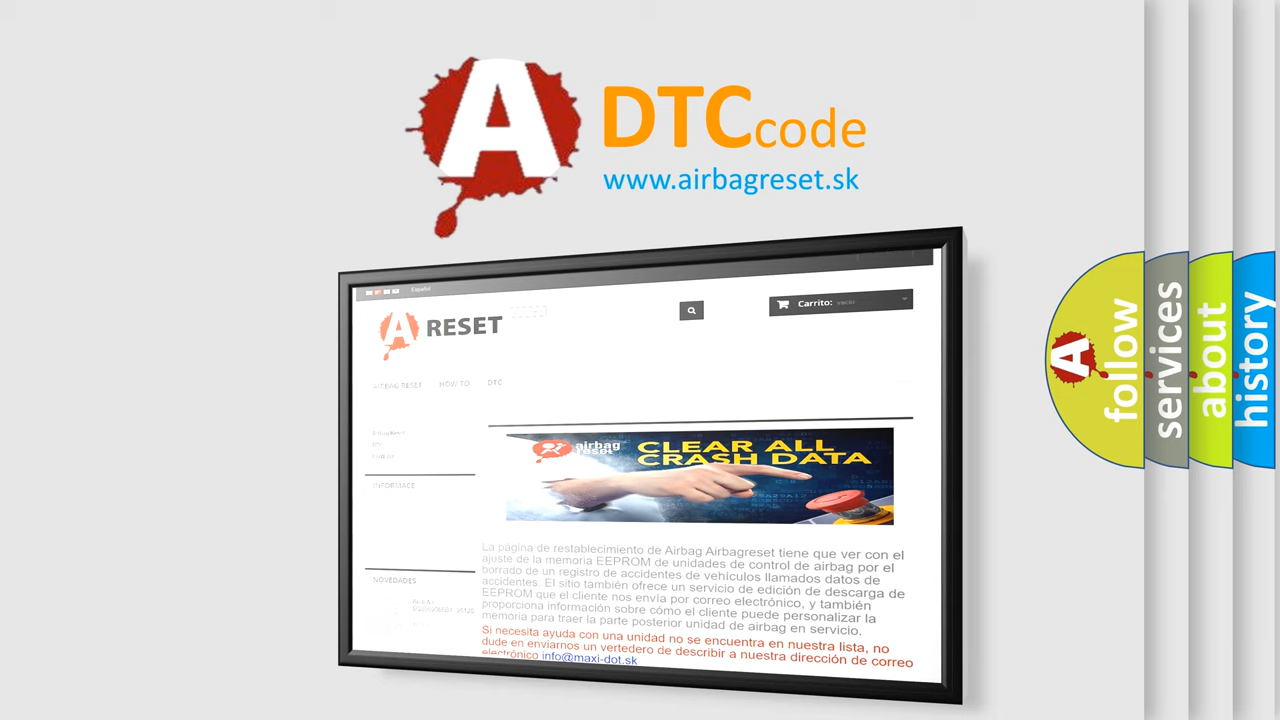 A
DTC code
www.airbagreset.sk
Español
A RESET
Carrito: vacío
AIRBAG RESET HOW TO DTC
INFORMACE
CLEAR ALL
airbag
reset
CRASH DATA
La página de restablecimiento de Airbag Airbagreset tiene que ver con el
ajuste de la memoria EEPROM de unidades de control de airbag por el
borrado de un registro de accidentes de vehículos llamados datos de
accidentes. El sitio también ofrece un servicio de edición de descarga de
EEPROM que el cliente nos envía por correo electrónico, y también
proporciona información sobre cómo el cliente puede personalizar la
memoria para traer la parte posterior unidad de airbag en servicio.
Si necesita ayuda con una unidad no se encuentra en nuestra lista, no
dude en enviarnos un vertedero de describir a nuestra dirección de correo
electrónico info@maxi-dot.sk
NOVEDADES
A follow
services
about
history